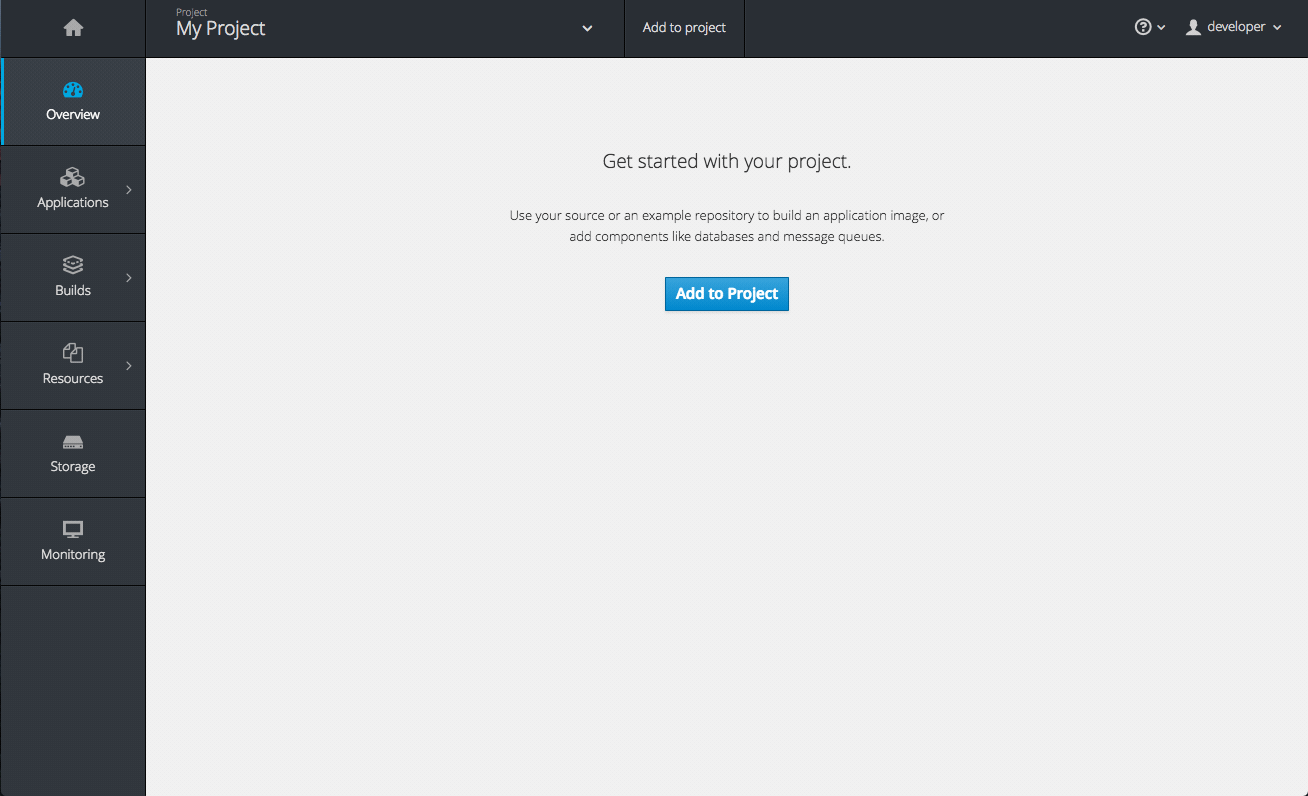 Project
My Project
Add to project
developer
Overview
Applications
Builds
Resources
Storage
Monitoring
Get started with your project.
Use your source or an example repository to build an application image, or
add components like databases and message queues.
Add to Project